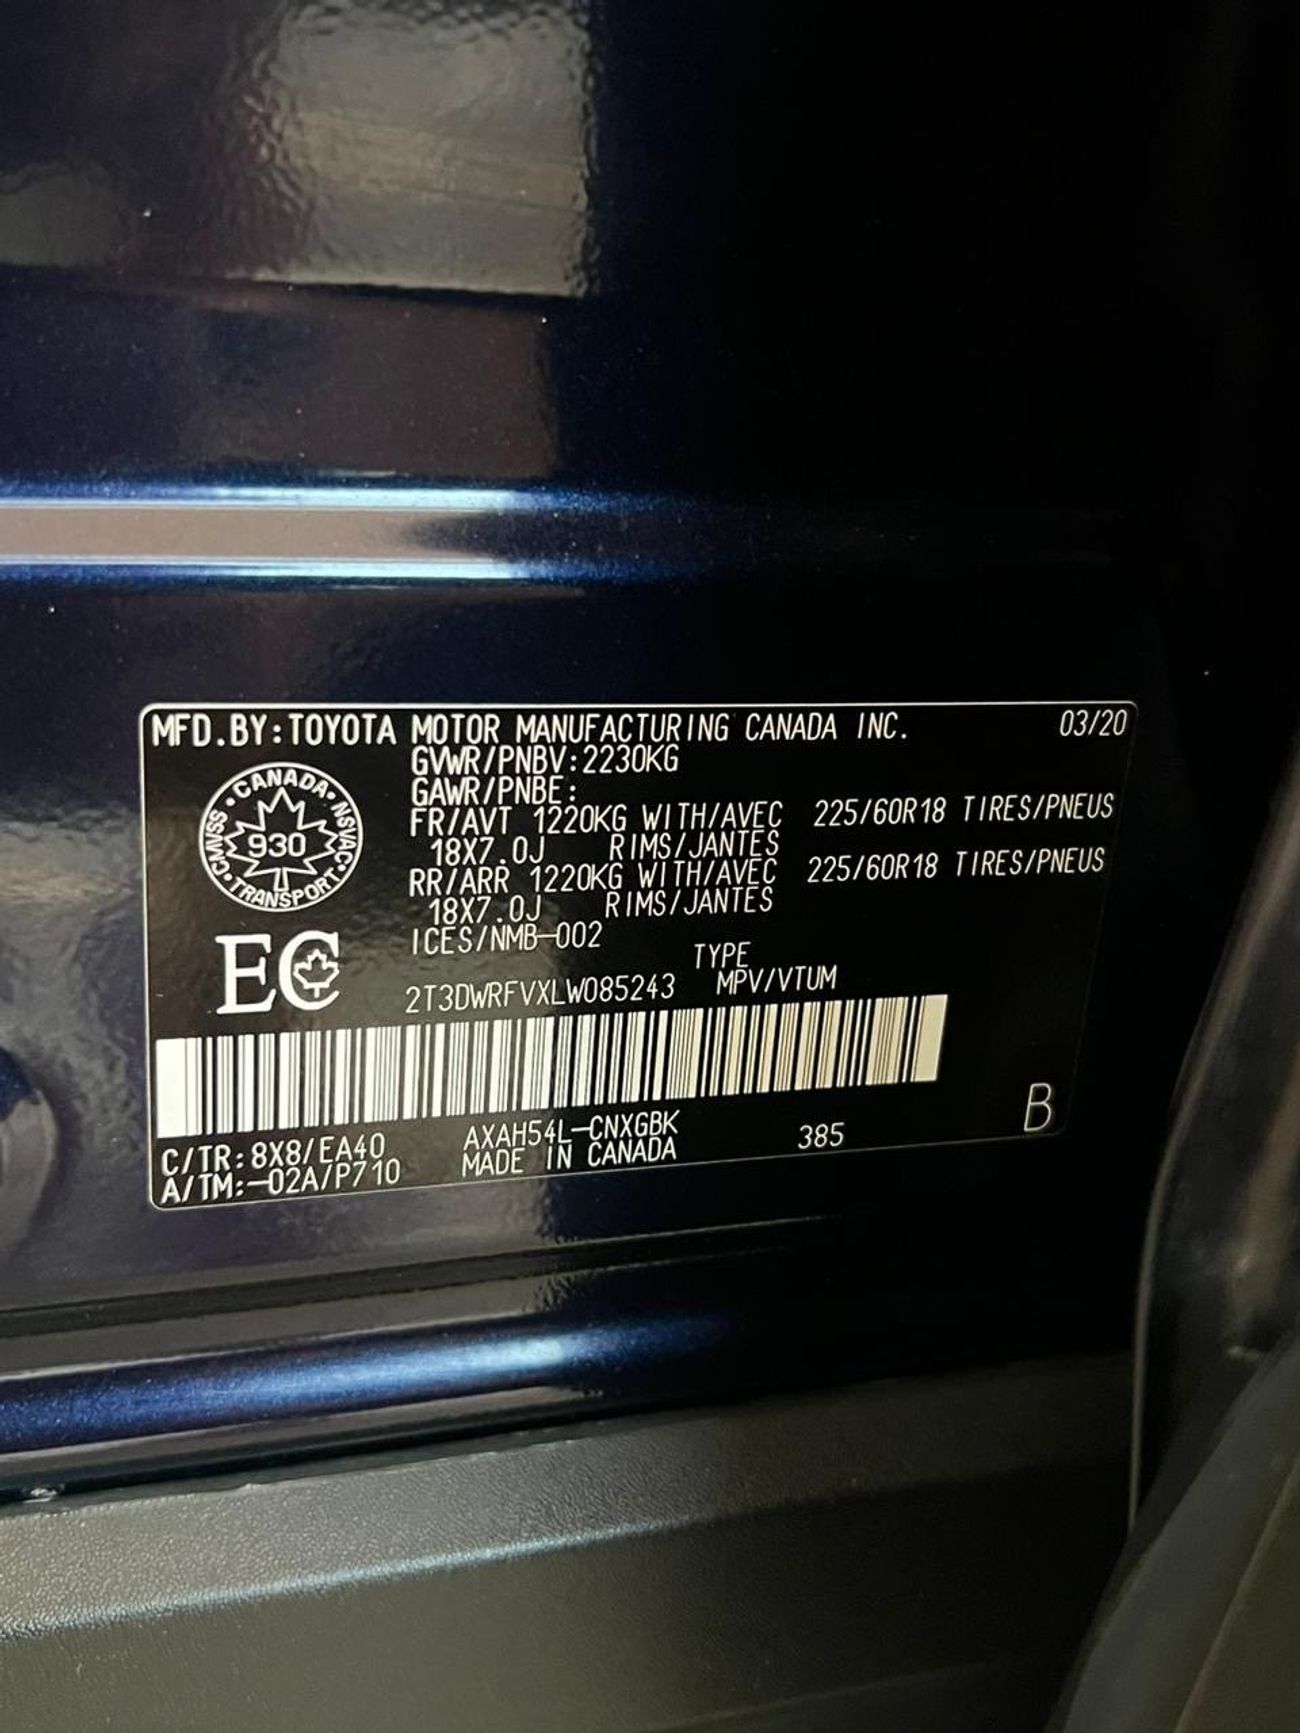 MFD.BY:TOYOTA MOTOR MANUFACTURING CANADA INC. 03/20
GVWR/PNBV:2230KG
GAWR/PNBE:
FR/AVT 1220KG WITH/AVEC 225/60R18 TIRES/PNEUS
18X7.0J RIMS/JANTES
RR/ARR 1220KG WITH/AVEC 225/60R18 TIRES/PNEUS
18X7.0J RIMS/JANTES
ICES/NMB-002
CANADA • NSVAC • TRANSPORT • CNVSS •
930
EC
TYPE
2T3DWRFVXLW085243 MPV/VTUM
C/TR:8X8/EA40 AXAH54L-CNXGBK 385 B
A/TM:-02A/P710 MADE IN CANADA